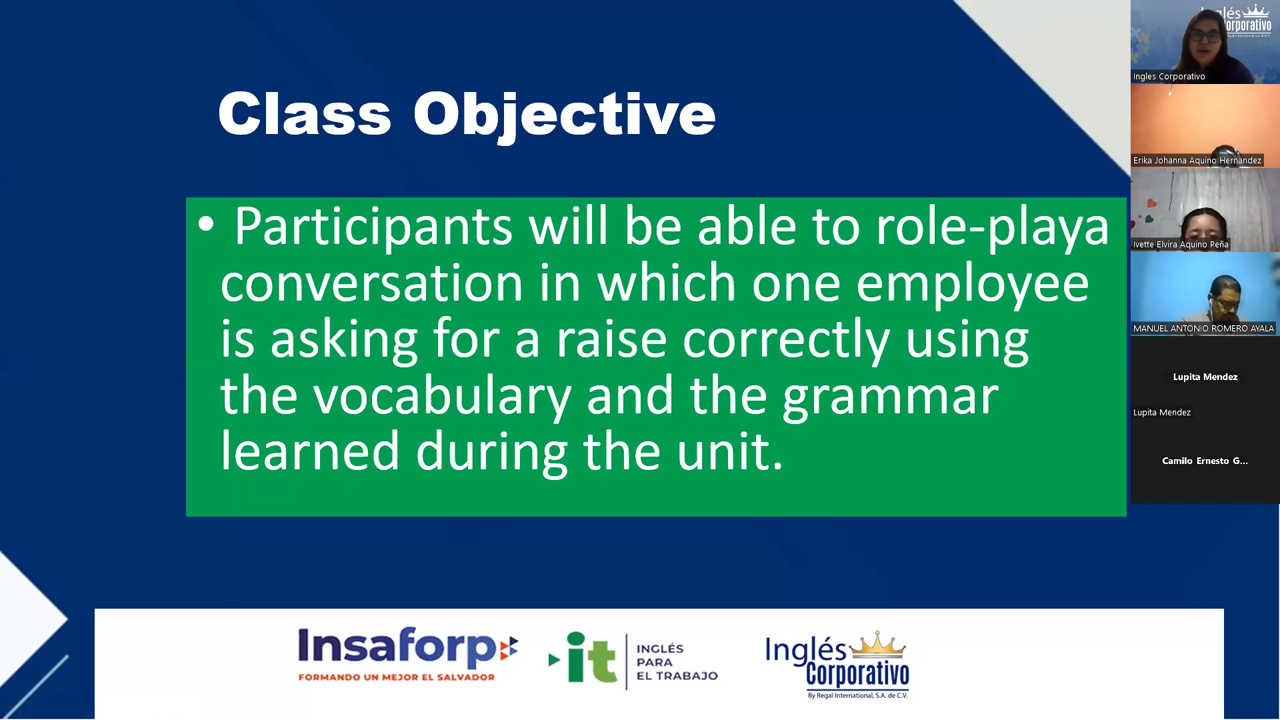 Class Objective
• Participants will be able to role-playa
conversation in which one employee
is asking for a raise correctly using
the vocabulary and the grammar
learned during the unit.
Insaforp
FORMANDO UN MEJOR EL SALVADOR
it
INGLÉS
PARA
EL TRABAJO
Inglés
Corporativo
By Regal International, S.A. de C.V.
Inglés
Corporativo
Ingles Corporativo
Erika Johanna Aquino Hernandez
Ivette Elvira Aquino Peña
MANUEL ANTONIO ROMERO AYALA
Lupita Mendez
Lupita Mendez
Camilo Ernesto G...